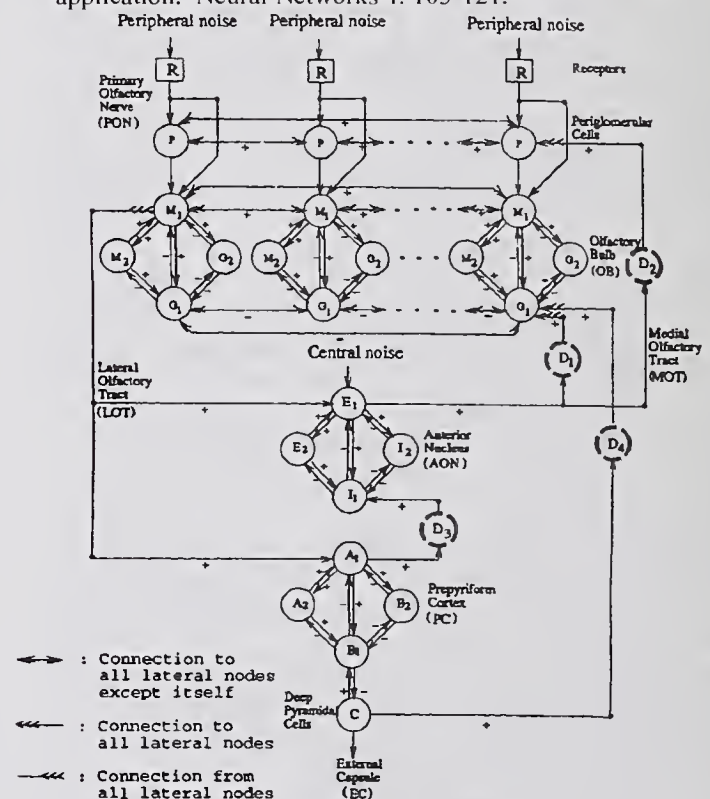 application. Neural Networks 4: 103-121.
Peripheral noise Peripheral noise Peripheral noise
R R R Receptors
Primary
Olfactory
Nerve
(PON)
Periglomerular
Cells
P + P + P +
+
M1 + M1 + M1
M2 G2 M2 G2 M2 G2
Olfactory
Bulb
(OB)
D2
G1 - G1 - G1
-
Central noise
D1
Medial
Olfactory
Tract
(MOT)
Lateral
Olfactory
Tract
(LOT)
+ E1 +
E2 I2
Anterior
Nucleus
(AON)
D4
I1 +
D3
+ A1 +
A2 B2
Prepyriform
Cortex
(PC)
B1
+ -
Deep
Pyramidal
Cells
C +
External
Capsule
(EC)
: Connection to
all lateral nodes
except itself
: Connection to
all lateral nodes
: Connection from
all lateral nodes